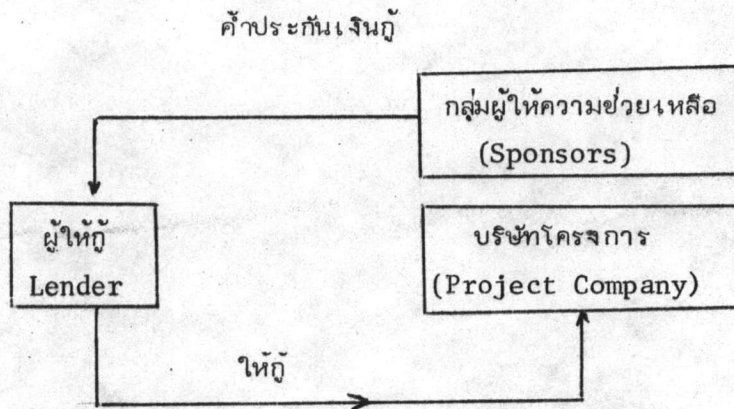 ค้ำประกันเงินกู้
กลุ่มผู้ให้ความช่วยเหลือ
(Sponsors)
ผู้ให้กู้
Lender
บริษัทโครงการ
(Project Company)
ให้กู้